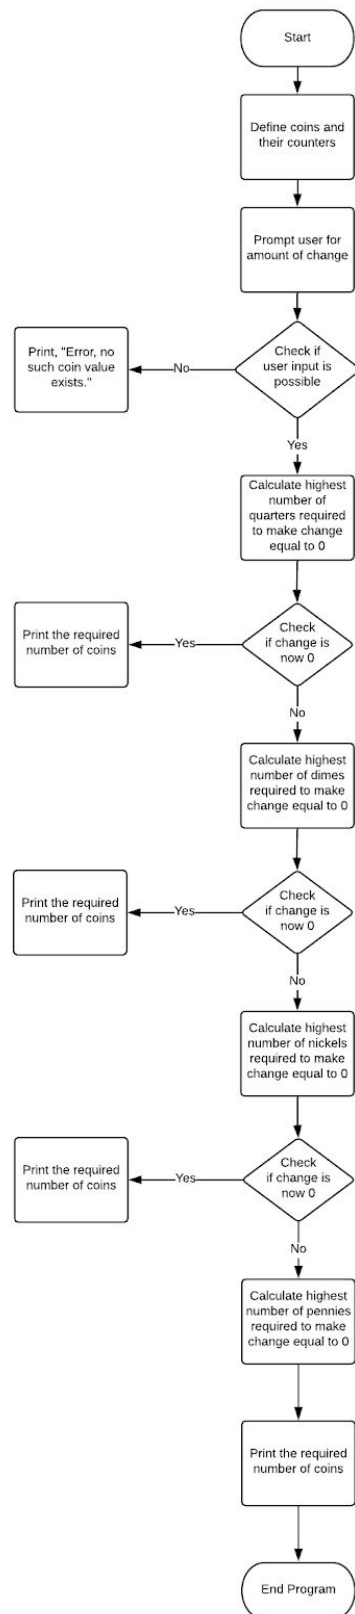 Start
Define coins and
their counters
Prompt user for
amount of change
Check if
user input is
possible
No
Print, "Error, no
such coin value
exists."
Yes
Calculate highest
number of
quarters required
to make change
equal to 0
Check
if change is
now 0
Yes
Print the required
number of coins
No
Calculate highest
number of dimes
required to make
change equal to 0
Check
if change is
now 0
Yes
Print the required
number of coins
No
Calculate highest
number of nickels
required to make
change equal to 0
Check
if change is
now 0
Yes
Print the required
number of coins
No
Calculate highest
number of pennies
required to make
change equal to 0
Print the required
number of coins
End Program